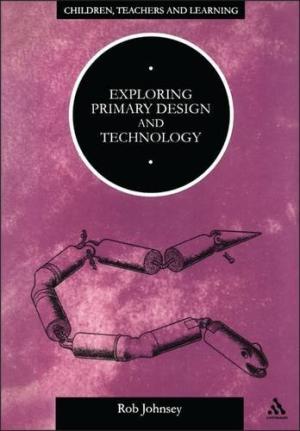 CHILDREN, TEACHERS AND LEARNING
EXPLORING
PRIMARY DESIGN
AND
TECHNOLOGY
Rob Johnsey